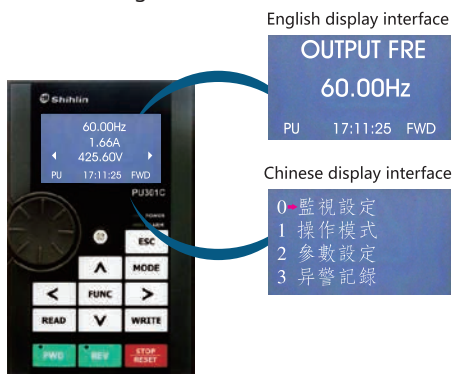 English display interface
OUTPUT FRE
60.00Hz
PU 17:11:25 FWD
Shihlin
60.00Hz
1.66A
425.60V
PU 17:11:25 FWD
PU301C
POWER
ESC
MODE
FUNC
READ
WRITE
FWD
REV
STOP
RESET
Chinese display interface
0 監視設定
1 操作模式
2 參數設定
3 异警記錄